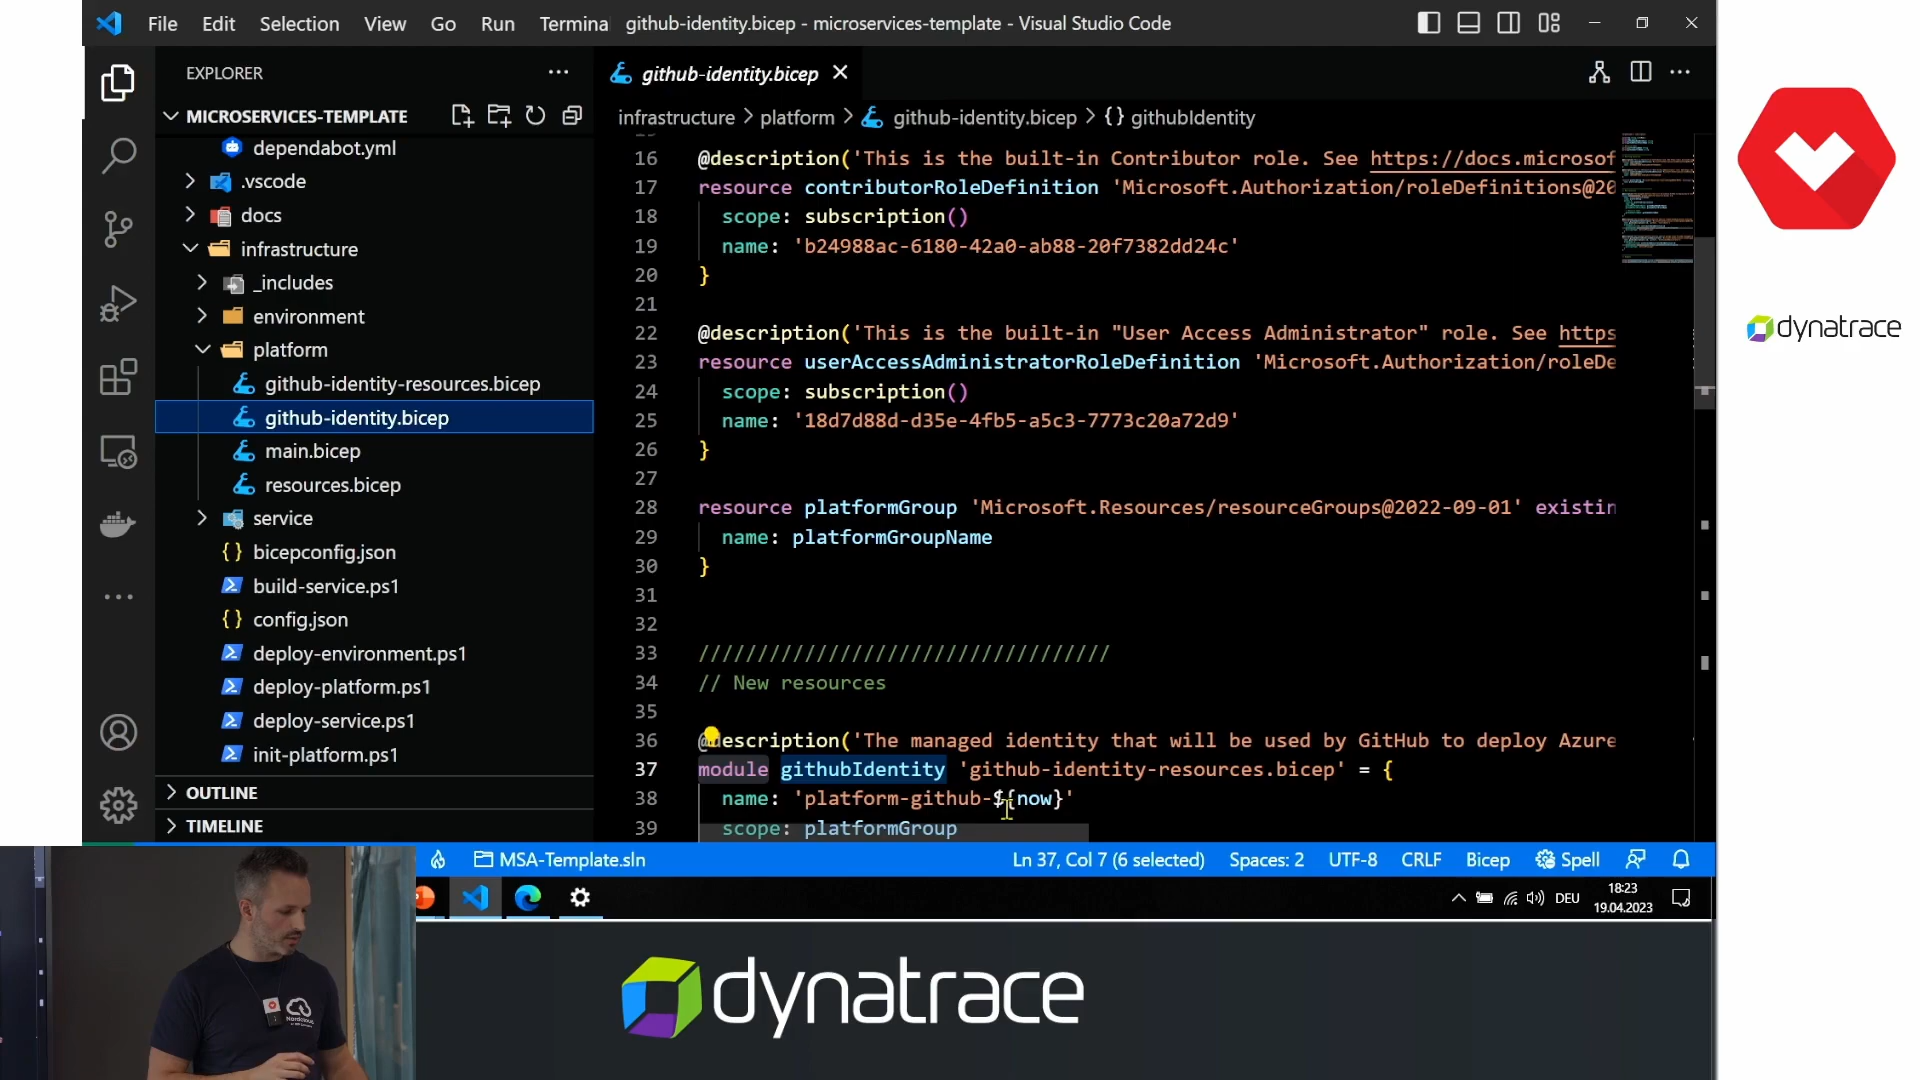 File Edit Selection View Go Run Termina github-identity.bicep - microservices-template - Visual Studio Code
EXPLORER
MICROSERVICES-TEMPLATE
dependabot.yml
.vscode
docs
infrastructure
_includes
environment
platform
github-identity-resources.bicep
github-identity.bicep
main.bicep
resources.bicep
service
bicepconfig.json
build-service.ps1
config.json
deploy-environment.ps1
deploy-platform.ps1
deploy-service.ps1
init-platform.ps1
OUTLINE
TIMELINE
github-identity.bicep
infrastructure > platform > github-identity.bicep > {} githubIdentity
16 @description('This is the built-in Contributor role. See https://docs.microsof
17 resource contributorRoleDefinition 'Microsoft.Authorization/roleDefinitions@20
18 scope: subscription()
19 name: 'b24988ac-6180-42a0-ab88-20f7382dd24c'
20 }
21
22 @description('This is the built-in "User Access Administrator" role. See https
23 resource userAccessAdministratorRoleDefinition 'Microsoft.Authorization/roleDe
24 scope: subscription()
25 name: '18d7d88d-d35e-4fb5-a5c3-7773c20a72d9'
26 }
27
28 resource platformGroup 'Microsoft.Resources/resourceGroups@2022-09-01' existin
29 name: platformGroupName
30 }
31
32
33 ///////////////////////////////////
34 // New resources
35
36 @description('The managed identity that will be used by GitHub to deploy Azure
37 module githubIdentity 'github-identity-resources.bicep' = {
38 name: 'platform-github-${now}'
39 scope: platformGroup
MSA-Template.sln Ln 37, Col 7 (6 selected) Spaces: 2 UTF-8 CRLF Bicep Spell
DEU 18:23
19.04.2023
dynatrace
dynatrace